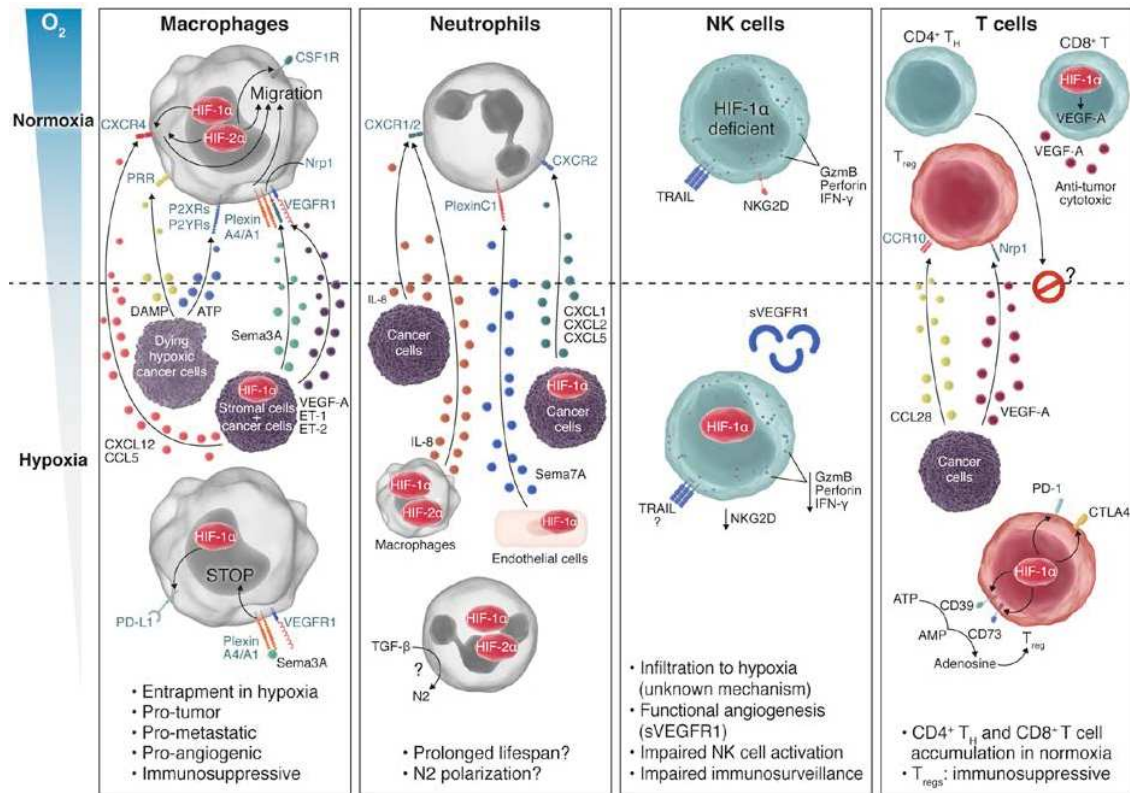 O₂
Normoxia
Hypoxia
Macrophages
CSF1R
Migration
HIF-1α
HIF-2α
CXCR4
Nrp1
PRR
P2XRs
P2YRs
Plexin
A4/A1
VEGFR1
DAMP
ATP
Sema3A
Dying
hypoxic
cancer cells
HIF-1α
Stromal cells
+
cancer cells
VEGF-A
ET-1
ET-2
CXCL12
CCL5
HIF-1α
STOP
PD-L1
VEGFR1
Plexin
A4/A1
Sema3A
• Entrapment in hypoxia
• Pro-tumor
• Pro-metastatic
• Pro-angiogenic
• Immunosuppressive
Neutrophils
CXCR1/2
CXCR2
PlexinC1
IL-8
Cancer
cells
CXCL1
CXCL2
CXCL5
HIF-1α
Cancer
cells
IL-8
Sema7A
HIF-1α
HIF-2α
Macrophages
HIF-1α
Endothelial cells
HIF-1α
HIF-2α
TGF-β
?
N2
• Prolonged lifespan?
• N2 polarization?
NK cells
HIF-1α
deficient
TRAIL
NKG2D
GzmB
Perforin
IFN-γ
sVEGFR1
HIF-1α
TRAIL
?
↓NKG2D
GzmB
Perforin
IFN-γ
• Infiltration to hypoxia
(unknown mechanism)
• Functional angiogenesis
(sVEGFR1)
• Impaired NK cell activation
• Impaired immunosurveillance
T cells
CD4⁺ T_H
CD8⁺ T
HIF-1α
VEGF-A
VEGF-A
Anti-tumor
cytotoxic
T_reg
CCR10
Nrp1
?
CCL28
VEGF-A
Cancer
cells
PD-1
CTLA4
HIF-1α
ATP
CD39
AMP
CD73
T_reg
Adenosine
• CD4⁺ T_H and CD8⁺ T cell
accumulation in normoxia
• T_regs: immunosuppressive